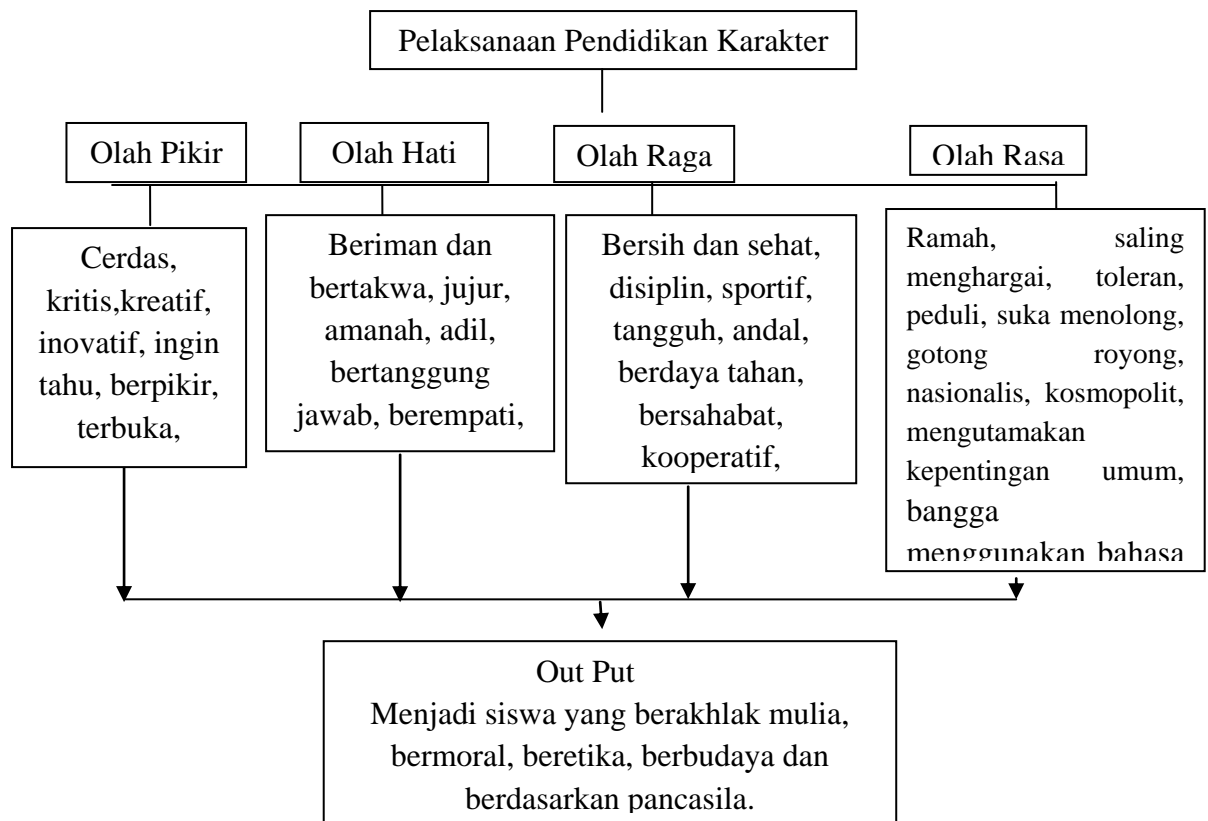 Pelaksanaan Pendidikan Karakter
Olah Pikir
Olah Hati
Olah Raga
Olah Rasa
Cerdas,
kritis,kreatif,
inovatif, ingin
tahu, berpikir,
terbuka,
Beriman dan
bertakwa, jujur,
amanah, adil,
bertanggung
jawab, berempati,
Bersih dan sehat,
disiplin, sportif,
tangguh, andal,
berdaya tahan,
bersahabat,
kooperatif,
Ramah, saling
menghargai, toleran,
peduli, suka menolong,
gotong royong,
nasionalis, kosmopolit,
mengutamakan
kepentingan umum,
bangga
menggunakan bahasa
Out Put
Menjadi siswa yang berakhlak mulia,
bermoral, beretika, berbudaya dan
berdasarkan pancasila.